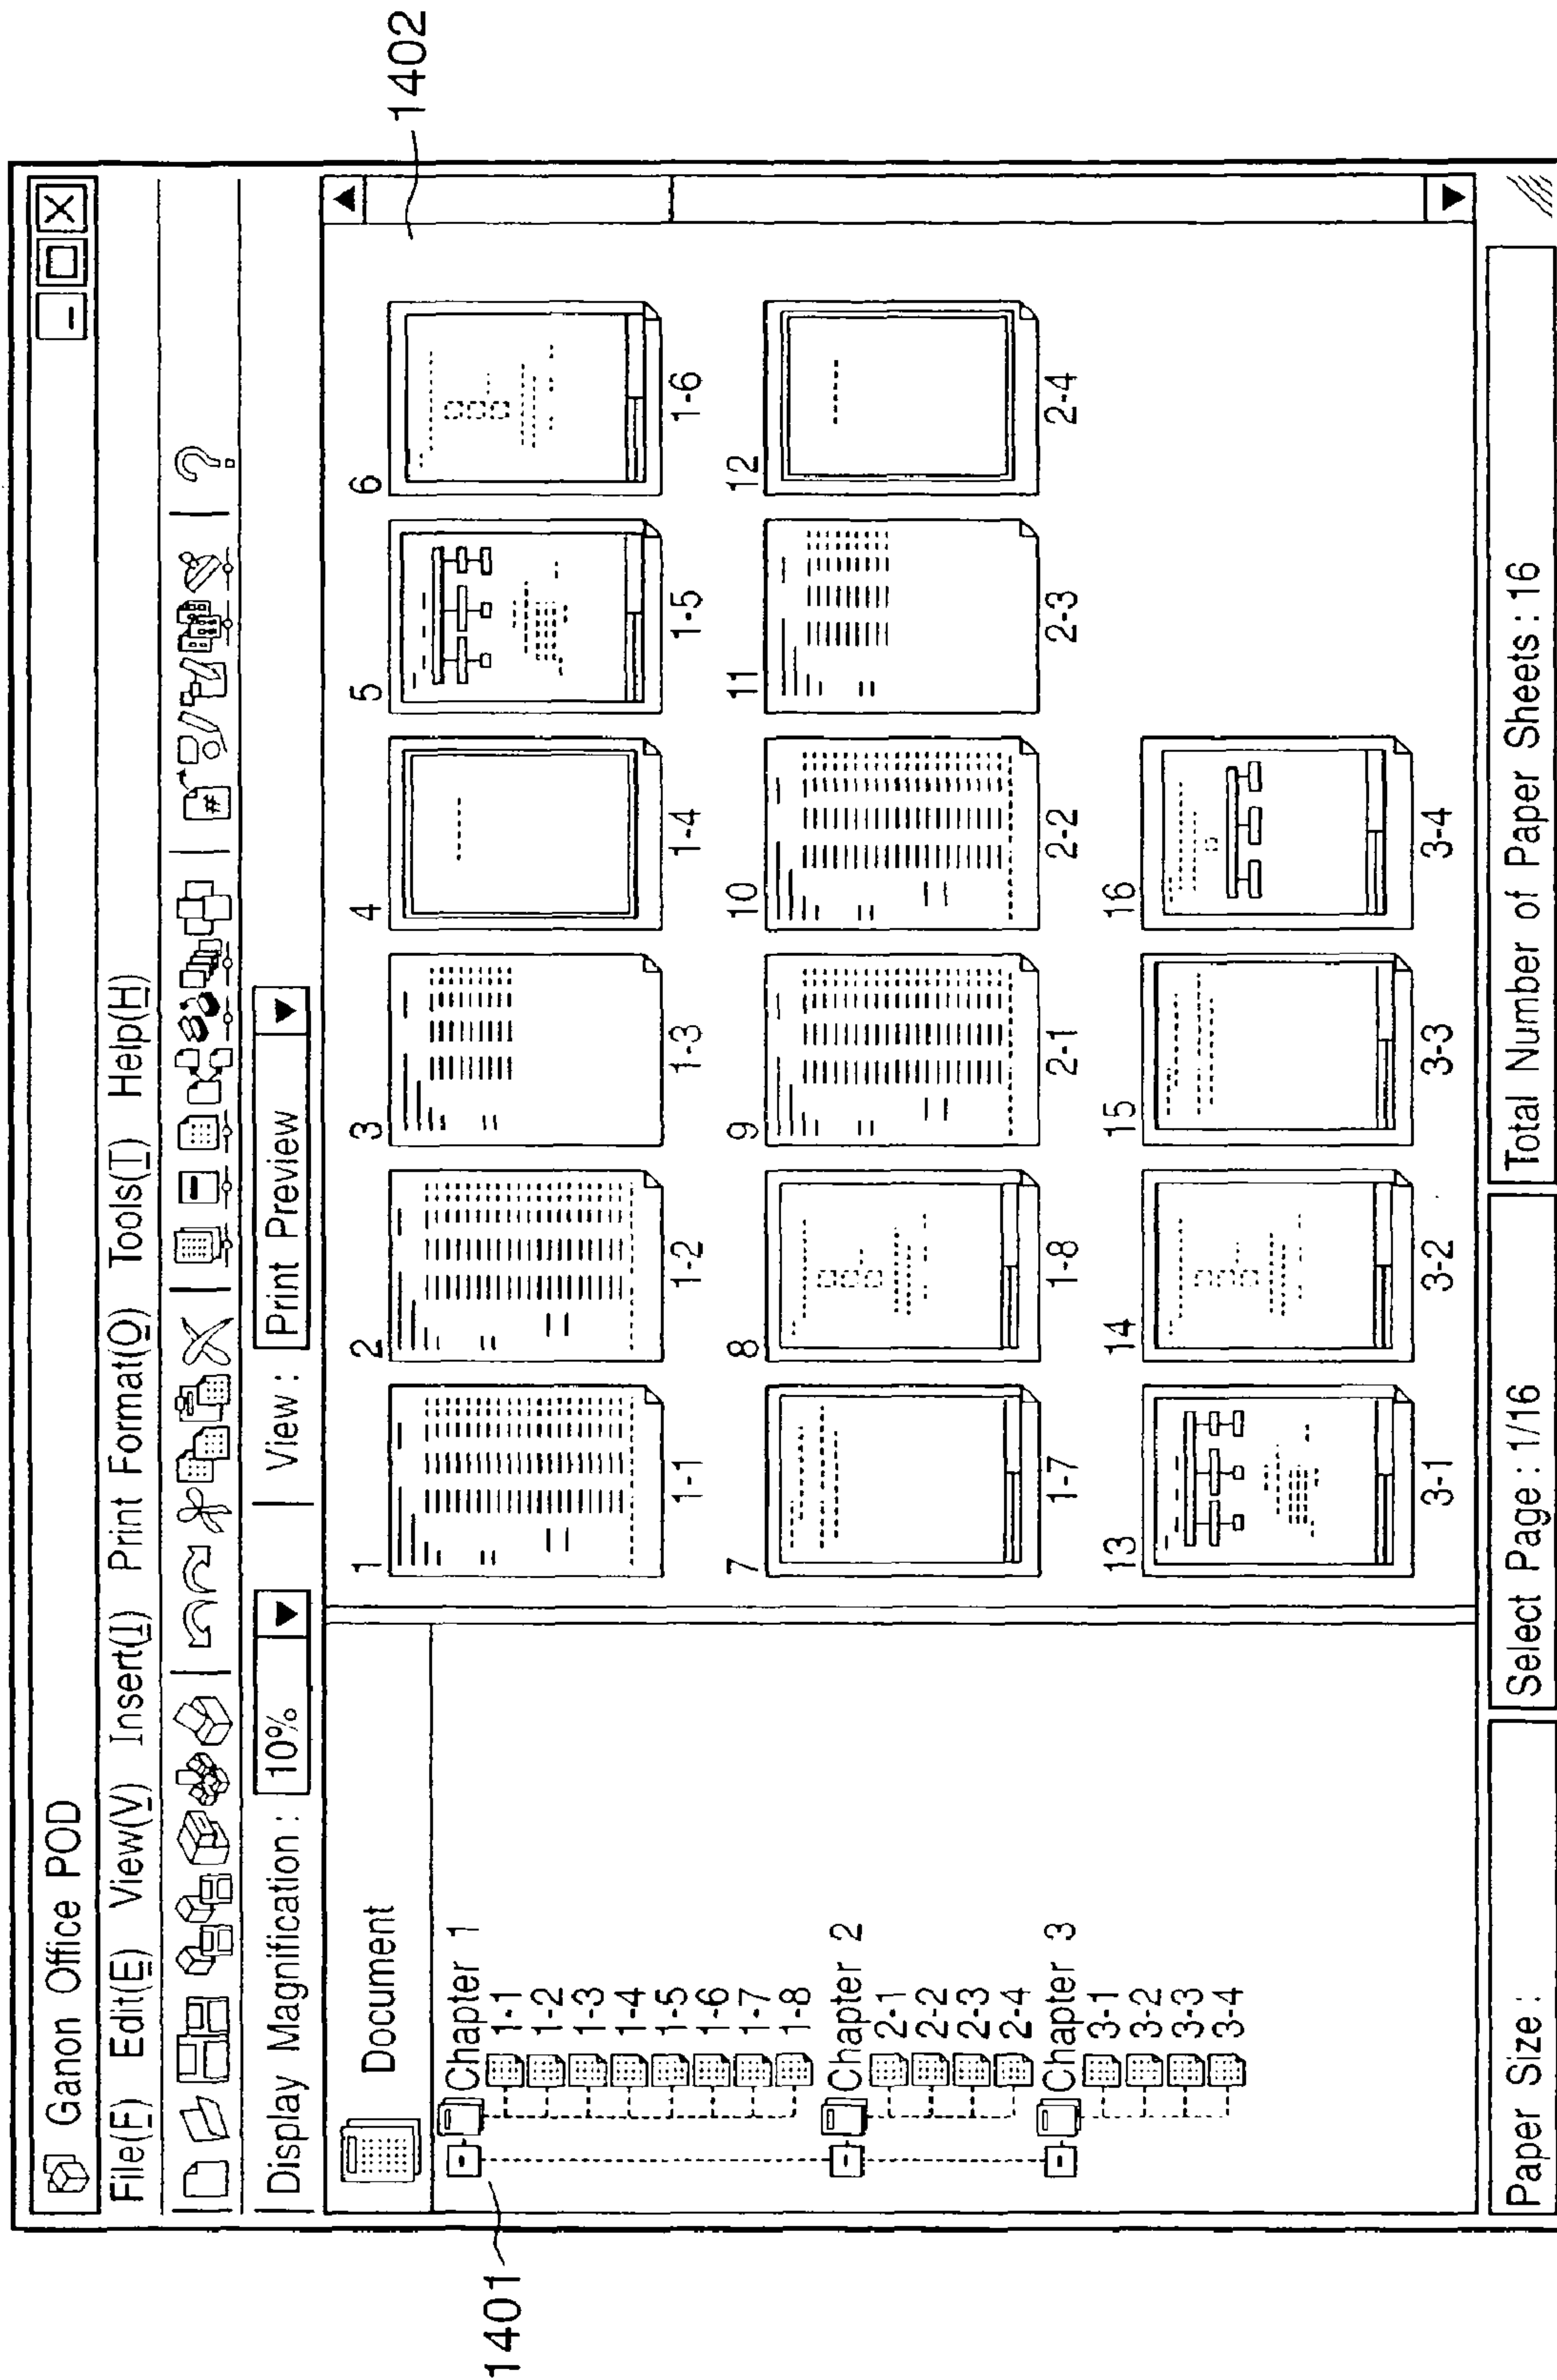 1402
1401
Ganon Office POD
File(F) Edit(E) View(V) Insert(I) Print Format(O) Tools(T) Help(H)
Display Magnification : 10% View : Print Preview
Document
Chapter 1
1-1
1-2
1-3
1-4
1-5
1-6
1-7
1-8
Chapter 2
2-1
2-2
2-3
2-4
Chapter 3
3-1
3-2
3-3
3-4
1 2 3 4 5 6
1-1 1-2 1-3 1-4 1-5 1-6
7 8 9 10 11 12
1-7 1-8 2-1 2-2 2-3 2-4
13 14 15 16
3-1 3-2 3-3 3-4
Paper Size : Select Page : 1/16 Total Number of Paper Sheets : 16